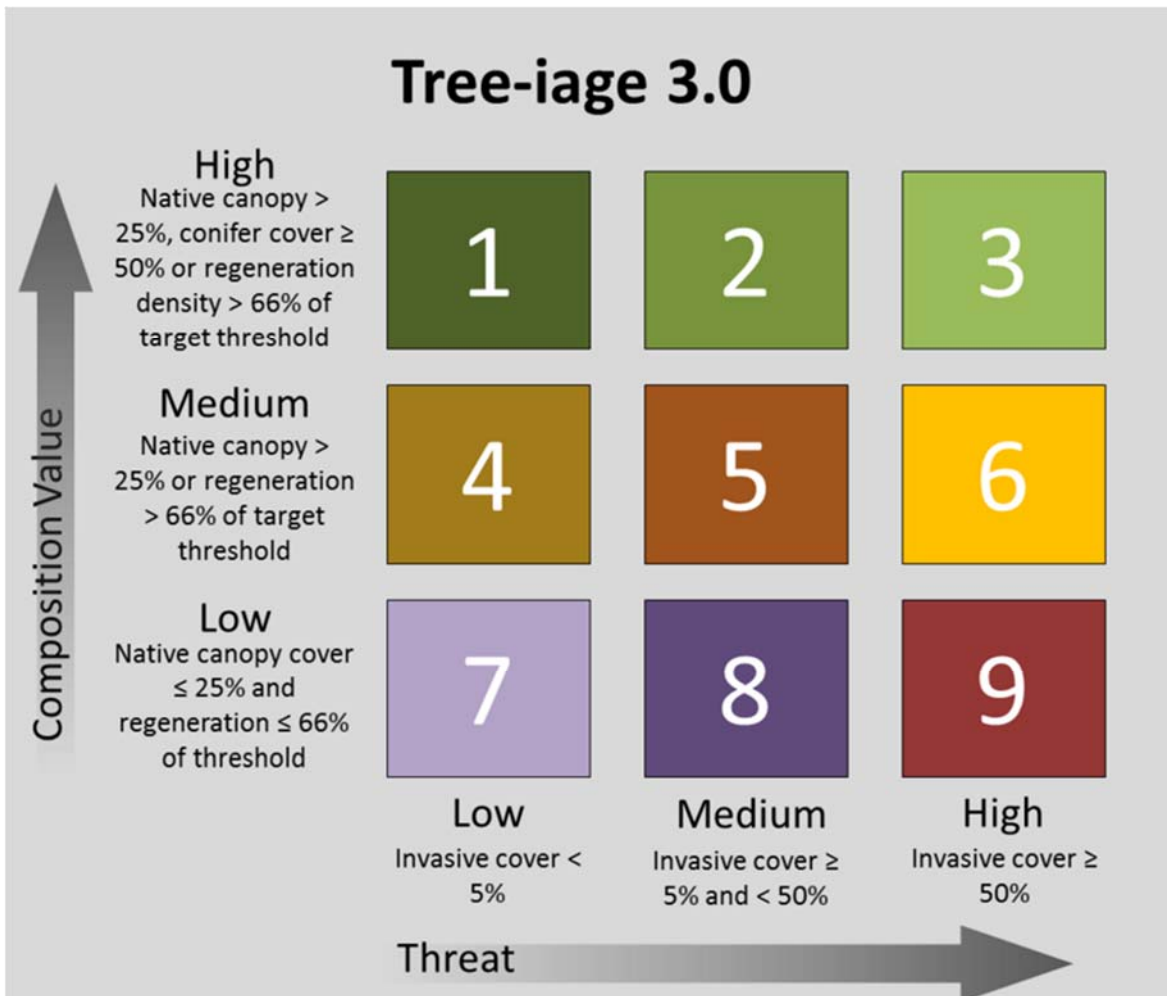 Tree-iage 3.0
High
Native canopy >
25%, conifer cover ≥
50% or regeneration
density > 66% of
target threshold
1
2
3
Medium
Native canopy >
25% or regeneration
> 66% of target
threshold
4
5
6
Low
Native canopy cover
≤ 25% and
regeneration ≤ 66%
of threshold
7
8
9
Composition Value
Low
Invasive cover <
5%
Medium
Invasive cover ≥
5% and < 50%
High
Invasive cover ≥
50%
Threat